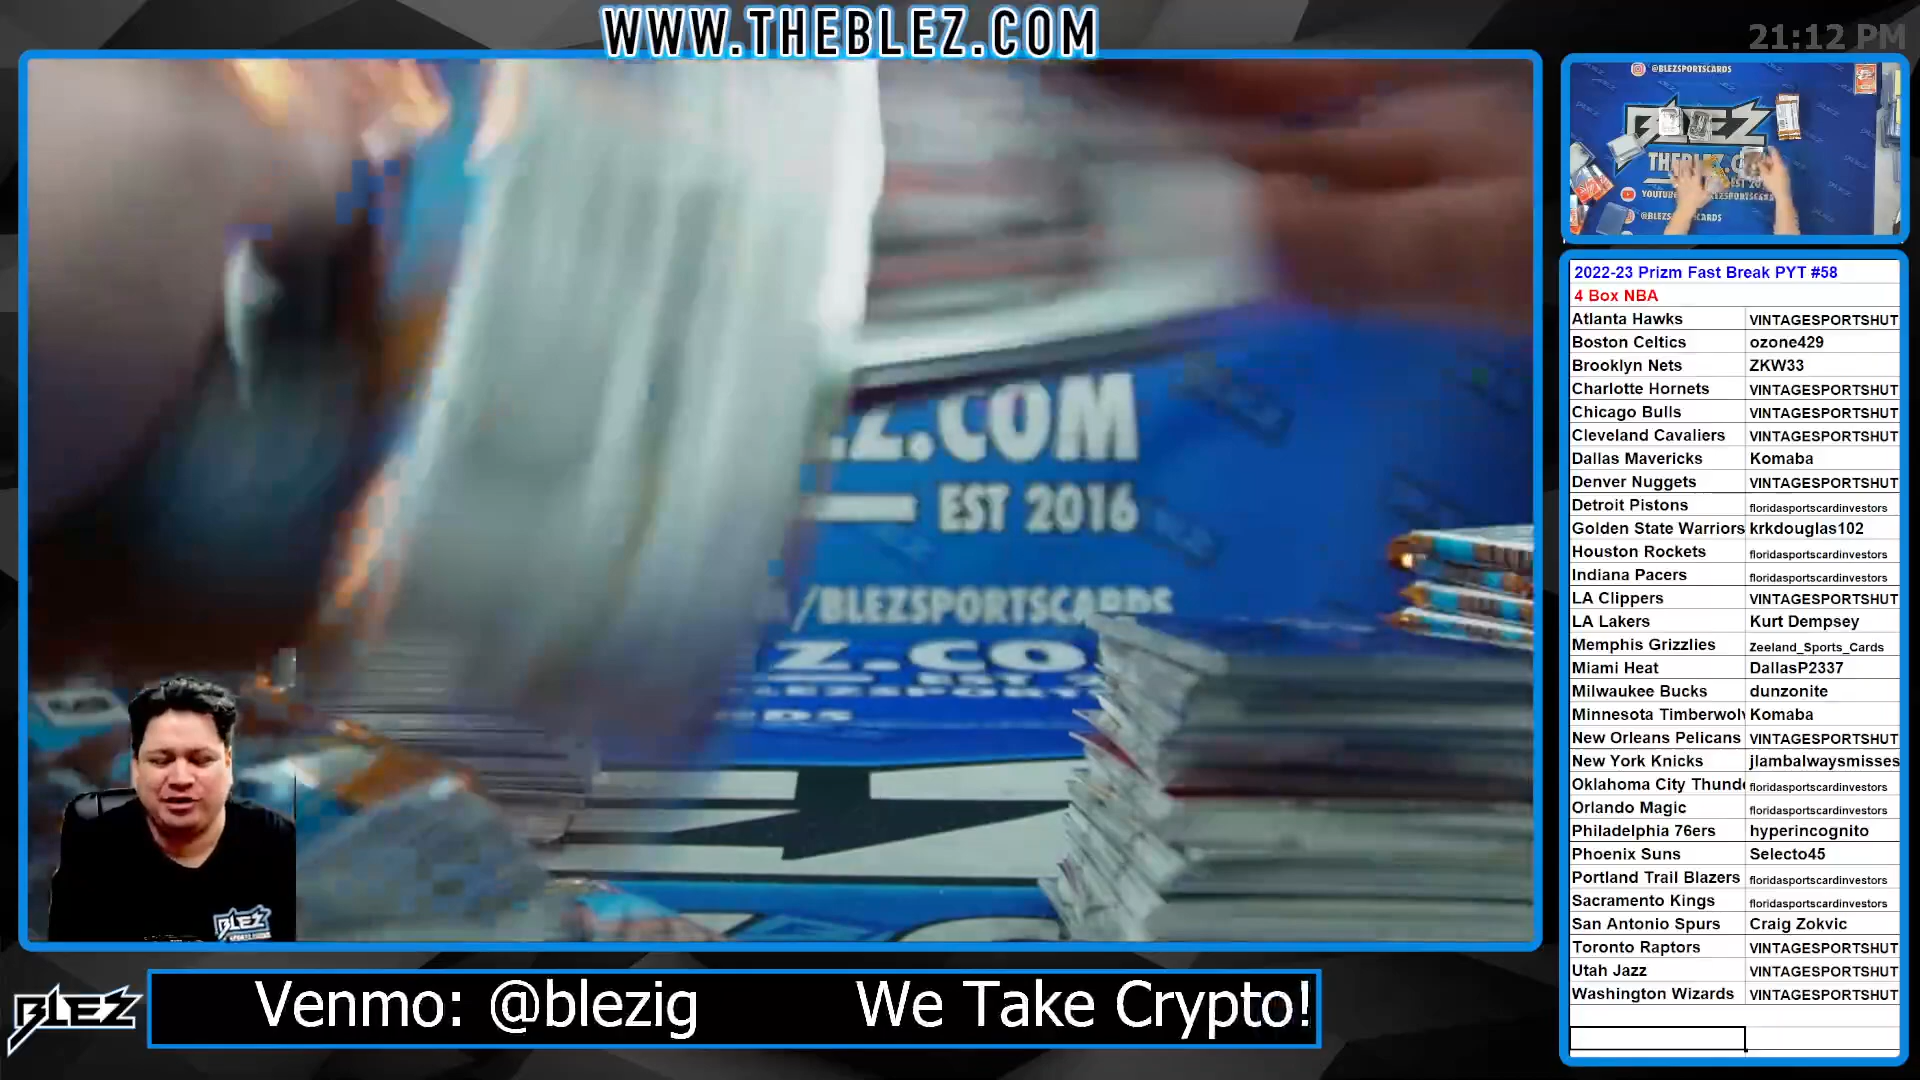 WWW.THEBLEZ.COM
21:12 PM
@BLEZSPORTSCARDS
BLEZ
Z.COM
EST 2016
/BLEZSPORTSCARDS
Z.CO
BLEZ
2022-23 Prizm Fast Break PYT #58
4 Box NBA
Atlanta Hawks VINTAGESPORTSHUT
Boston Celtics ozone429
Brooklyn Nets ZKW33
Charlotte Hornets VINTAGESPORTSHUT
Chicago Bulls VINTAGESPORTSHUT
Cleveland Cavaliers VINTAGESPORTSHUT
Dallas Mavericks Komaba
Denver Nuggets VINTAGESPORTSHUT
Detroit Pistons floridasportscardinvestors
Golden State Warriors krkdouglas102
Houston Rockets floridasportscardinvestors
Indiana Pacers floridasportscardinvestors
LA Clippers VINTAGESPORTSHUT
LA Lakers Kurt Dempsey
Memphis Grizzlies Zeeland_Sports_Cards
Miami Heat DallasP2337
Milwaukee Bucks dunzonite
Minnesota Timberwolv Komaba
New Orleans Pelicans VINTAGESPORTSHUT
New York Knicks jlambalwaysmisses
Oklahoma City Thunde floridasportscardinvestors
Orlando Magic floridasportscardinvestors
Philadelphia 76ers hyperincognito
Phoenix Suns Selecto45
Portland Trail Blazers floridasportscardinvestors
Sacramento Kings floridasportscardinvestors
San Antonio Spurs Craig Zokvic
Toronto Raptors VINTAGESPORTSHUT
Utah Jazz VINTAGESPORTSHUT
Washington Wizards VINTAGESPORTSHUT
BLEZ
Venmo: @blezig We Take Crypto!